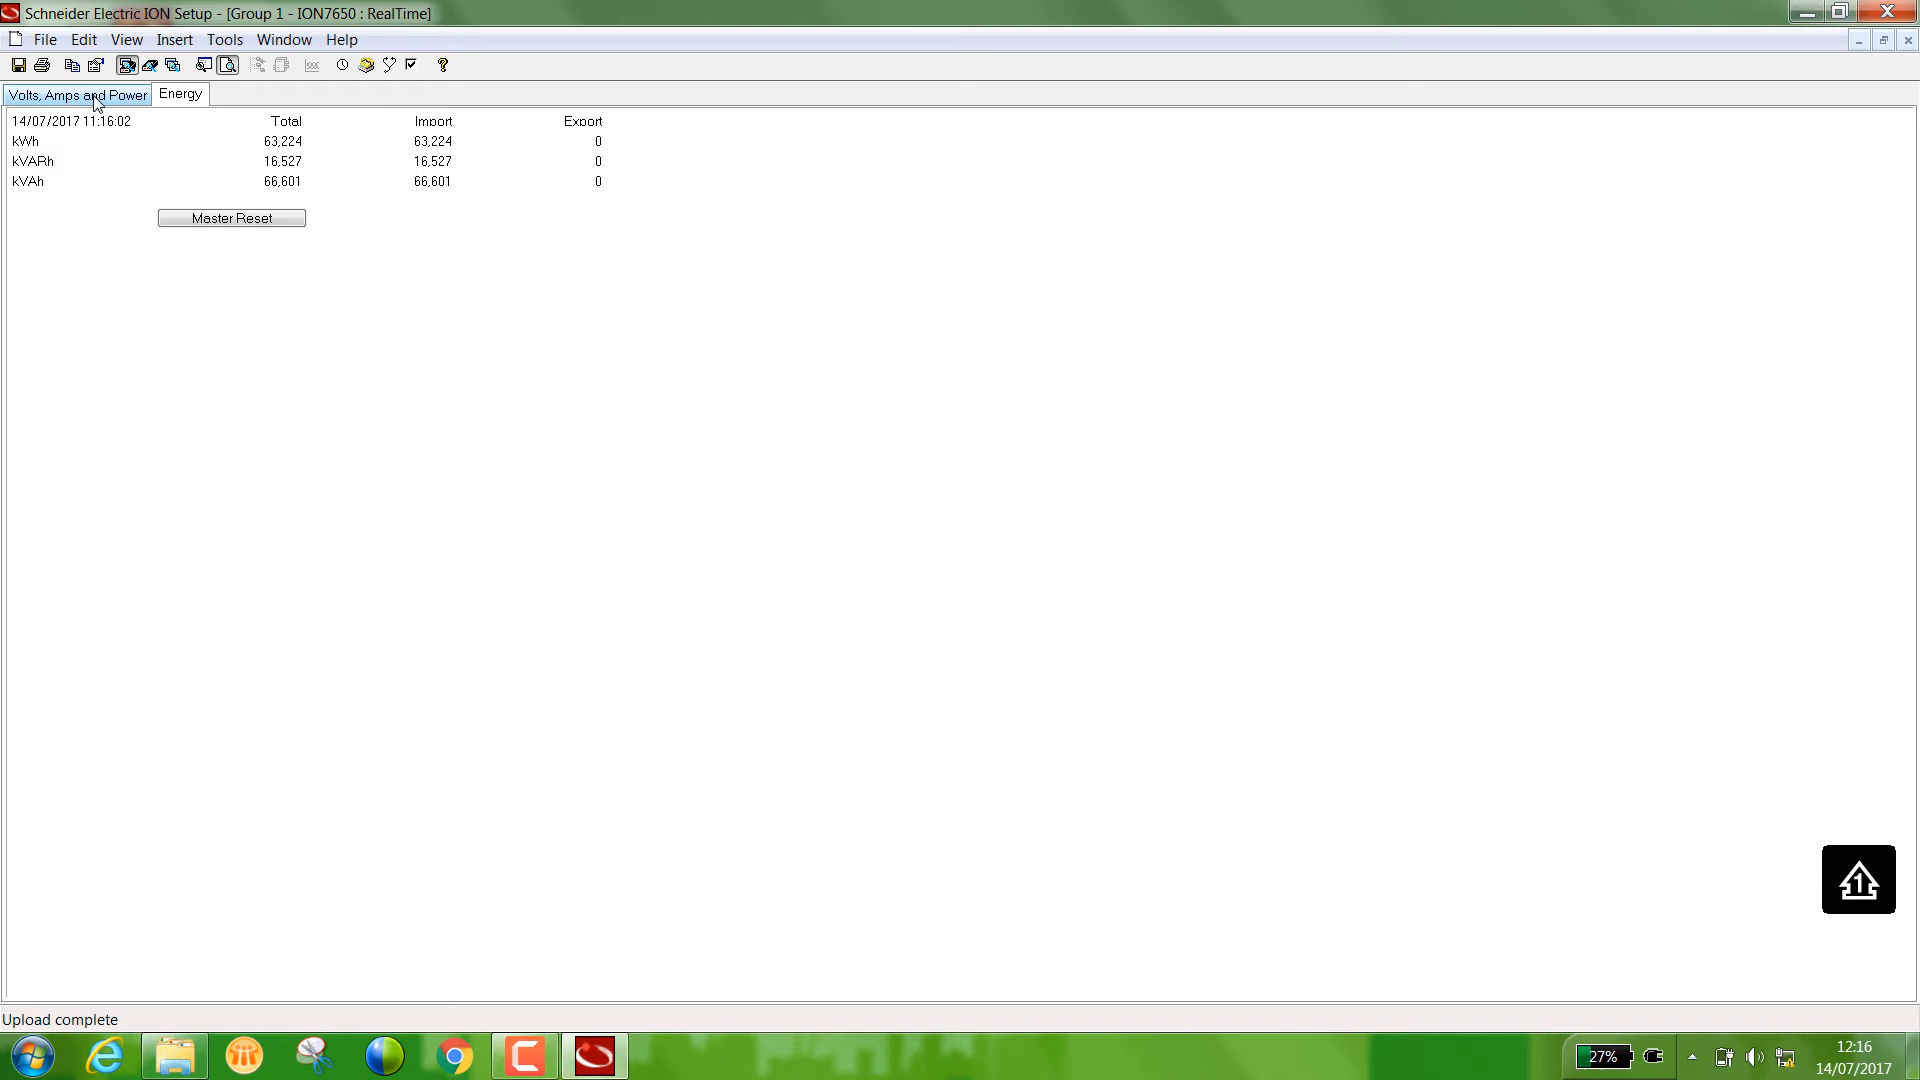 Schneider Electric ION Setup - [Group 1 - ION7650 : RealTime]
File Edit View Insert Tools Window Help
Volts, Amps and Power Energy
14/07/2017 11:16:02 Total Import Export
kWh 63,224 63,224 0
kVARh 16,527 16,527 0
kVAh 66,601 66,601 0
Master Reset
1
Upload complete
27%
12:16
14/07/2017